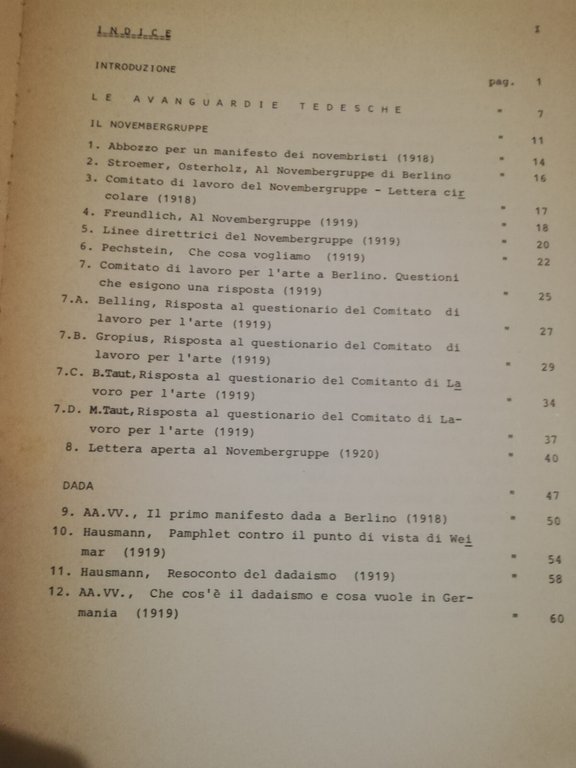 INDICE I
INTRODUZIONE pag. 1
LE AVANGUARDIE TEDESCHE " 7
IL NOVEMBERGRUPPE " 11
1. Abbozzo per un manifesto dei novembristi (1918) " 14
2. Stroemer, Osterholz, Al Novembergruppe di Berlino " 16
3. Comitato di lavoro del Novembergruppe - Lettera cir
colare (1918) " 17
4. Freundlich, Al Novembergruppe (1919) " 18
5. Linee direttrici del Novembergruppe (1919) " 20
6. Pechstein, Che cosa vogliamo (1919) " 22
7. Comitato di lavoro per l'arte a Berlino. Questioni
che esigono una risposta (1919) " 25
7.A. Belling, Risposta al questionario del Comitato di
lavoro per l'arte (1919) " 27
7.B. Gropius, Risposta al questionario del Comitato di
lavoro per l'arte (1919) " 29
7.C. B.Taut, Risposta al questionario del Comitanto di La
voro per l'arte (1919) " 34
7.D. M.Taut, Risposta al questionario del Comitato di La-
voro per l'arte (1919) " 37
8. Lettera aperta al Novembergruppe (1920) " 40
DADA " 47
9. AA.VV., Il primo manifesto dada a Berlino (1918) " 50
10. Hausmann, Pamphlet contro il punto di vista di Wei
mar (1919) " 54
11. Hausmann, Resoconto del dadaismo (1919) " 58
12. AA.VV., Che cos'è il dadaismo e cosa vuole in Ger-
mania (1919) " 60